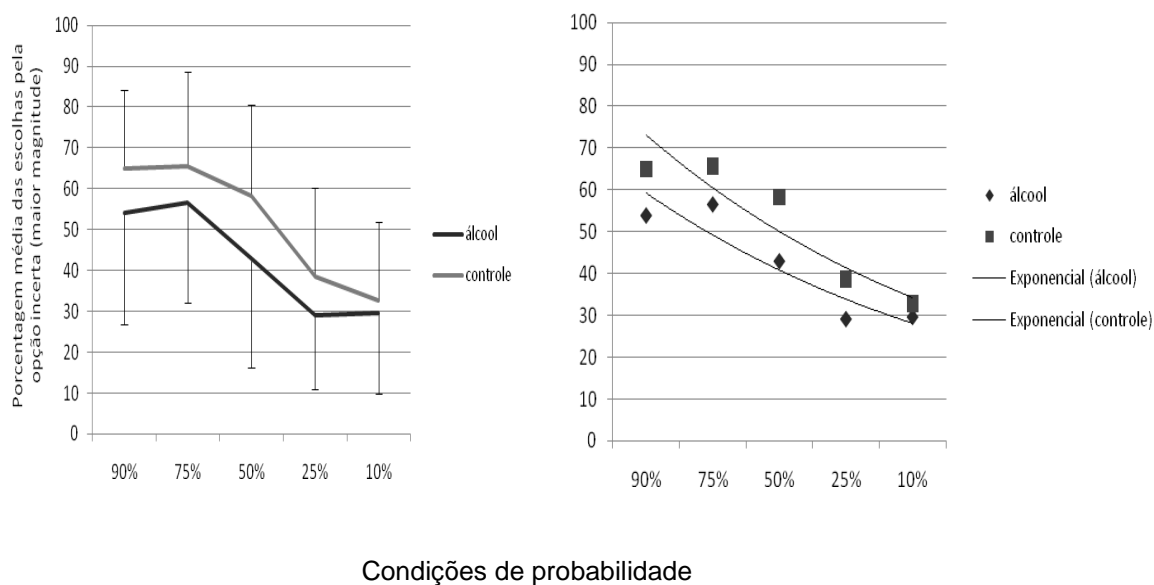 Porcentagem média das escolhas pela
opção incerta (maior magnitude)
100
90
80
70
60
50
40
30
20
10
0
90% 75% 50% 25% 10%
álcool
controle
100
90
80
70
60
50
40
30
20
10
0
90% 75% 50% 25% 10%
álcool
controle
Exponencial (álcool)
Exponencial (controle)
Condições de probabilidade